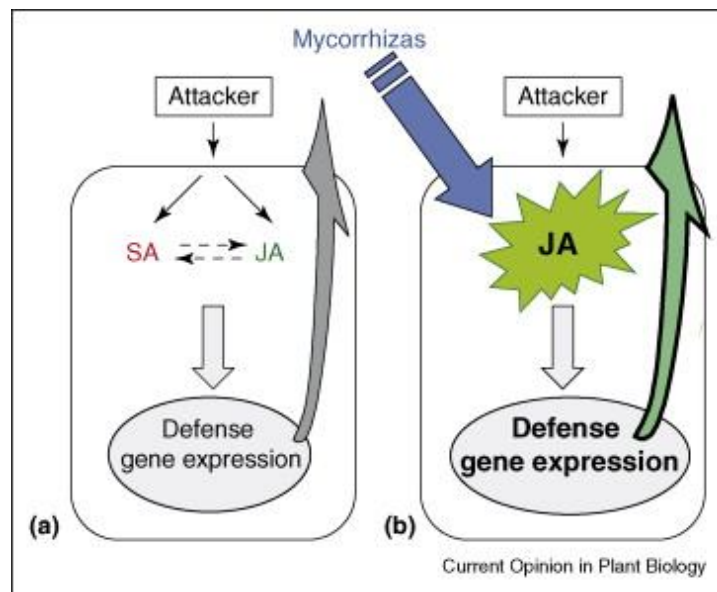 Mycorrhizas
Attacker
SA
JA
Defense
gene expression
(a)
Attacker
JA
Defense
gene expression
(b)
Current Opinion in Plant Biology